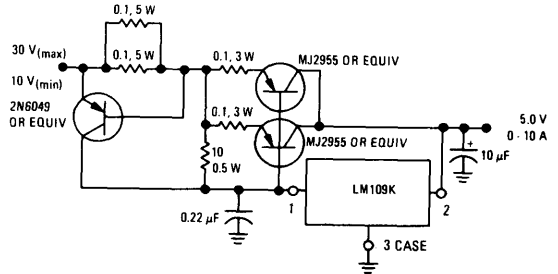 0.1, 5 W
30 V(max)
0.1, 5 W
0.1, 3 W
MJ2955 OR EQUIV
10 V(min)
2N6049
OR EQUIV
0.1, 3 W
MJ2955 OR EQUIV
5.0 V
0 - 10 A
10
0.5 W
+
10 μF
LM109K
1
2
0.22 μF
3 CASE